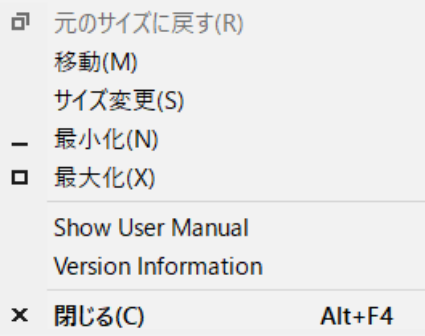 元のサイズに戻す(R)
移動(M)
サイズ変更(S)
最小化(N)
最大化(X)
Show User Manual
Version Information
閉じる(C) Alt+F4